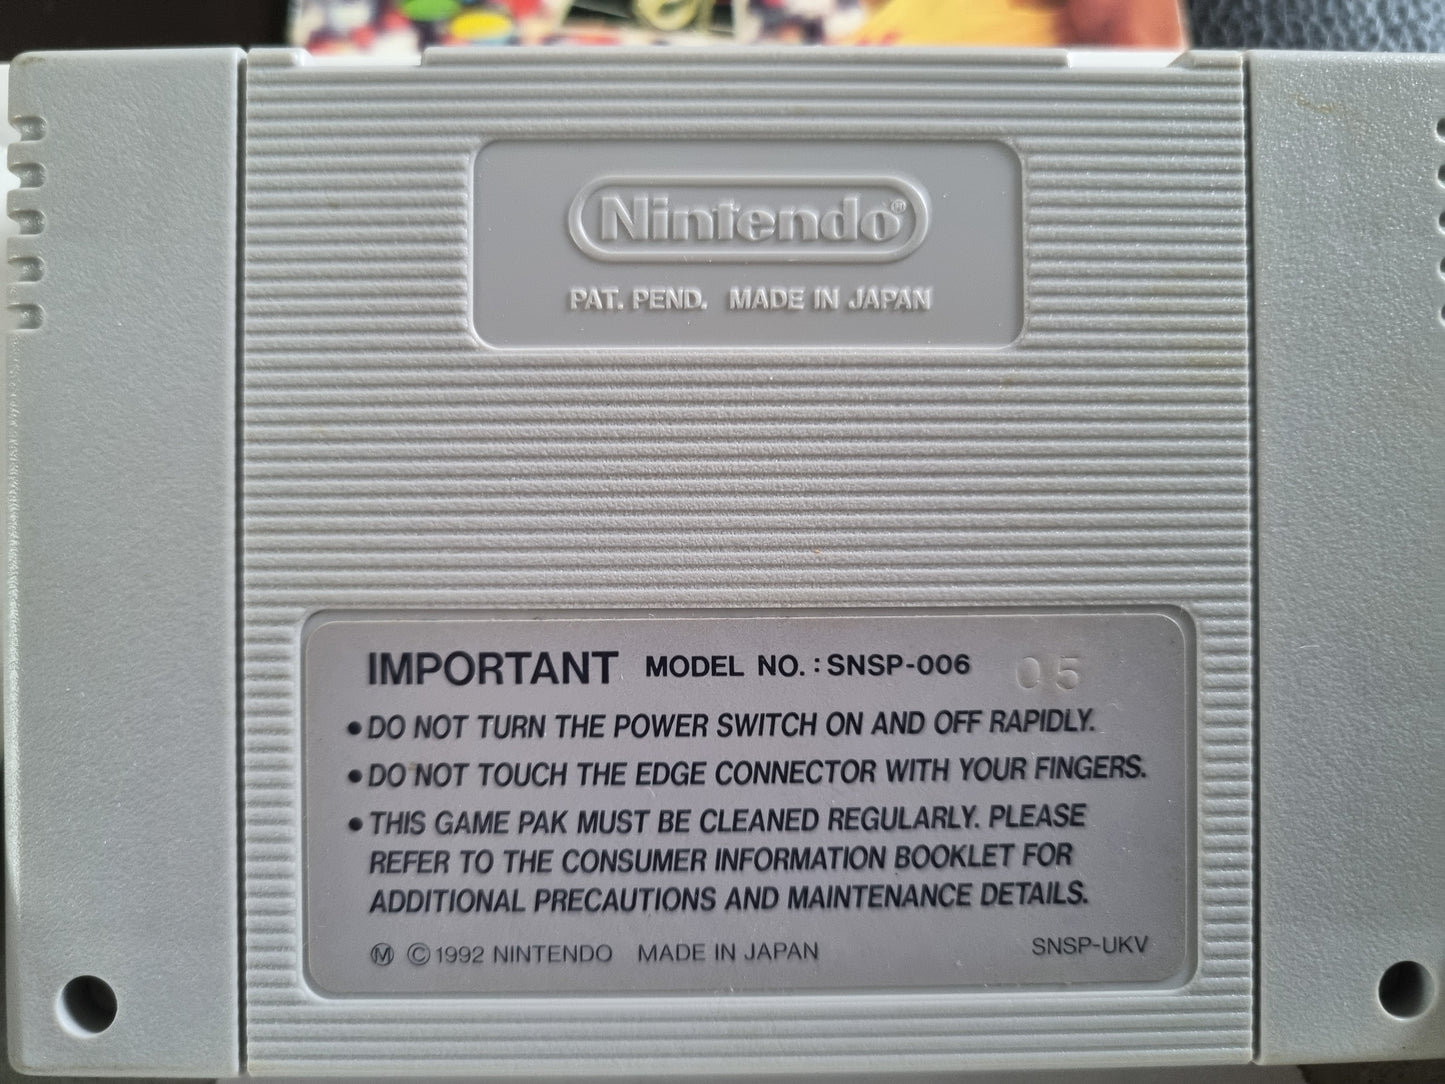 Nintendo®
PAT. PEND. MADE IN JAPAN
IMPORTANT MODEL NO. : SNSP-006 05
• DO NOT TURN THE POWER SWITCH ON AND OFF RAPIDLY.
• DO NOT TOUCH THE EDGE CONNECTOR WITH YOUR FINGERS.
• THIS GAME PAK MUST BE CLEANED REGULARLY. PLEASE
REFER TO THE CONSUMER INFORMATION BOOKLET FOR
ADDITIONAL PRECAUTIONS AND MAINTENANCE DETAILS.
Ⓜ ©1992 NINTENDO MADE IN JAPAN SNSP-UKV